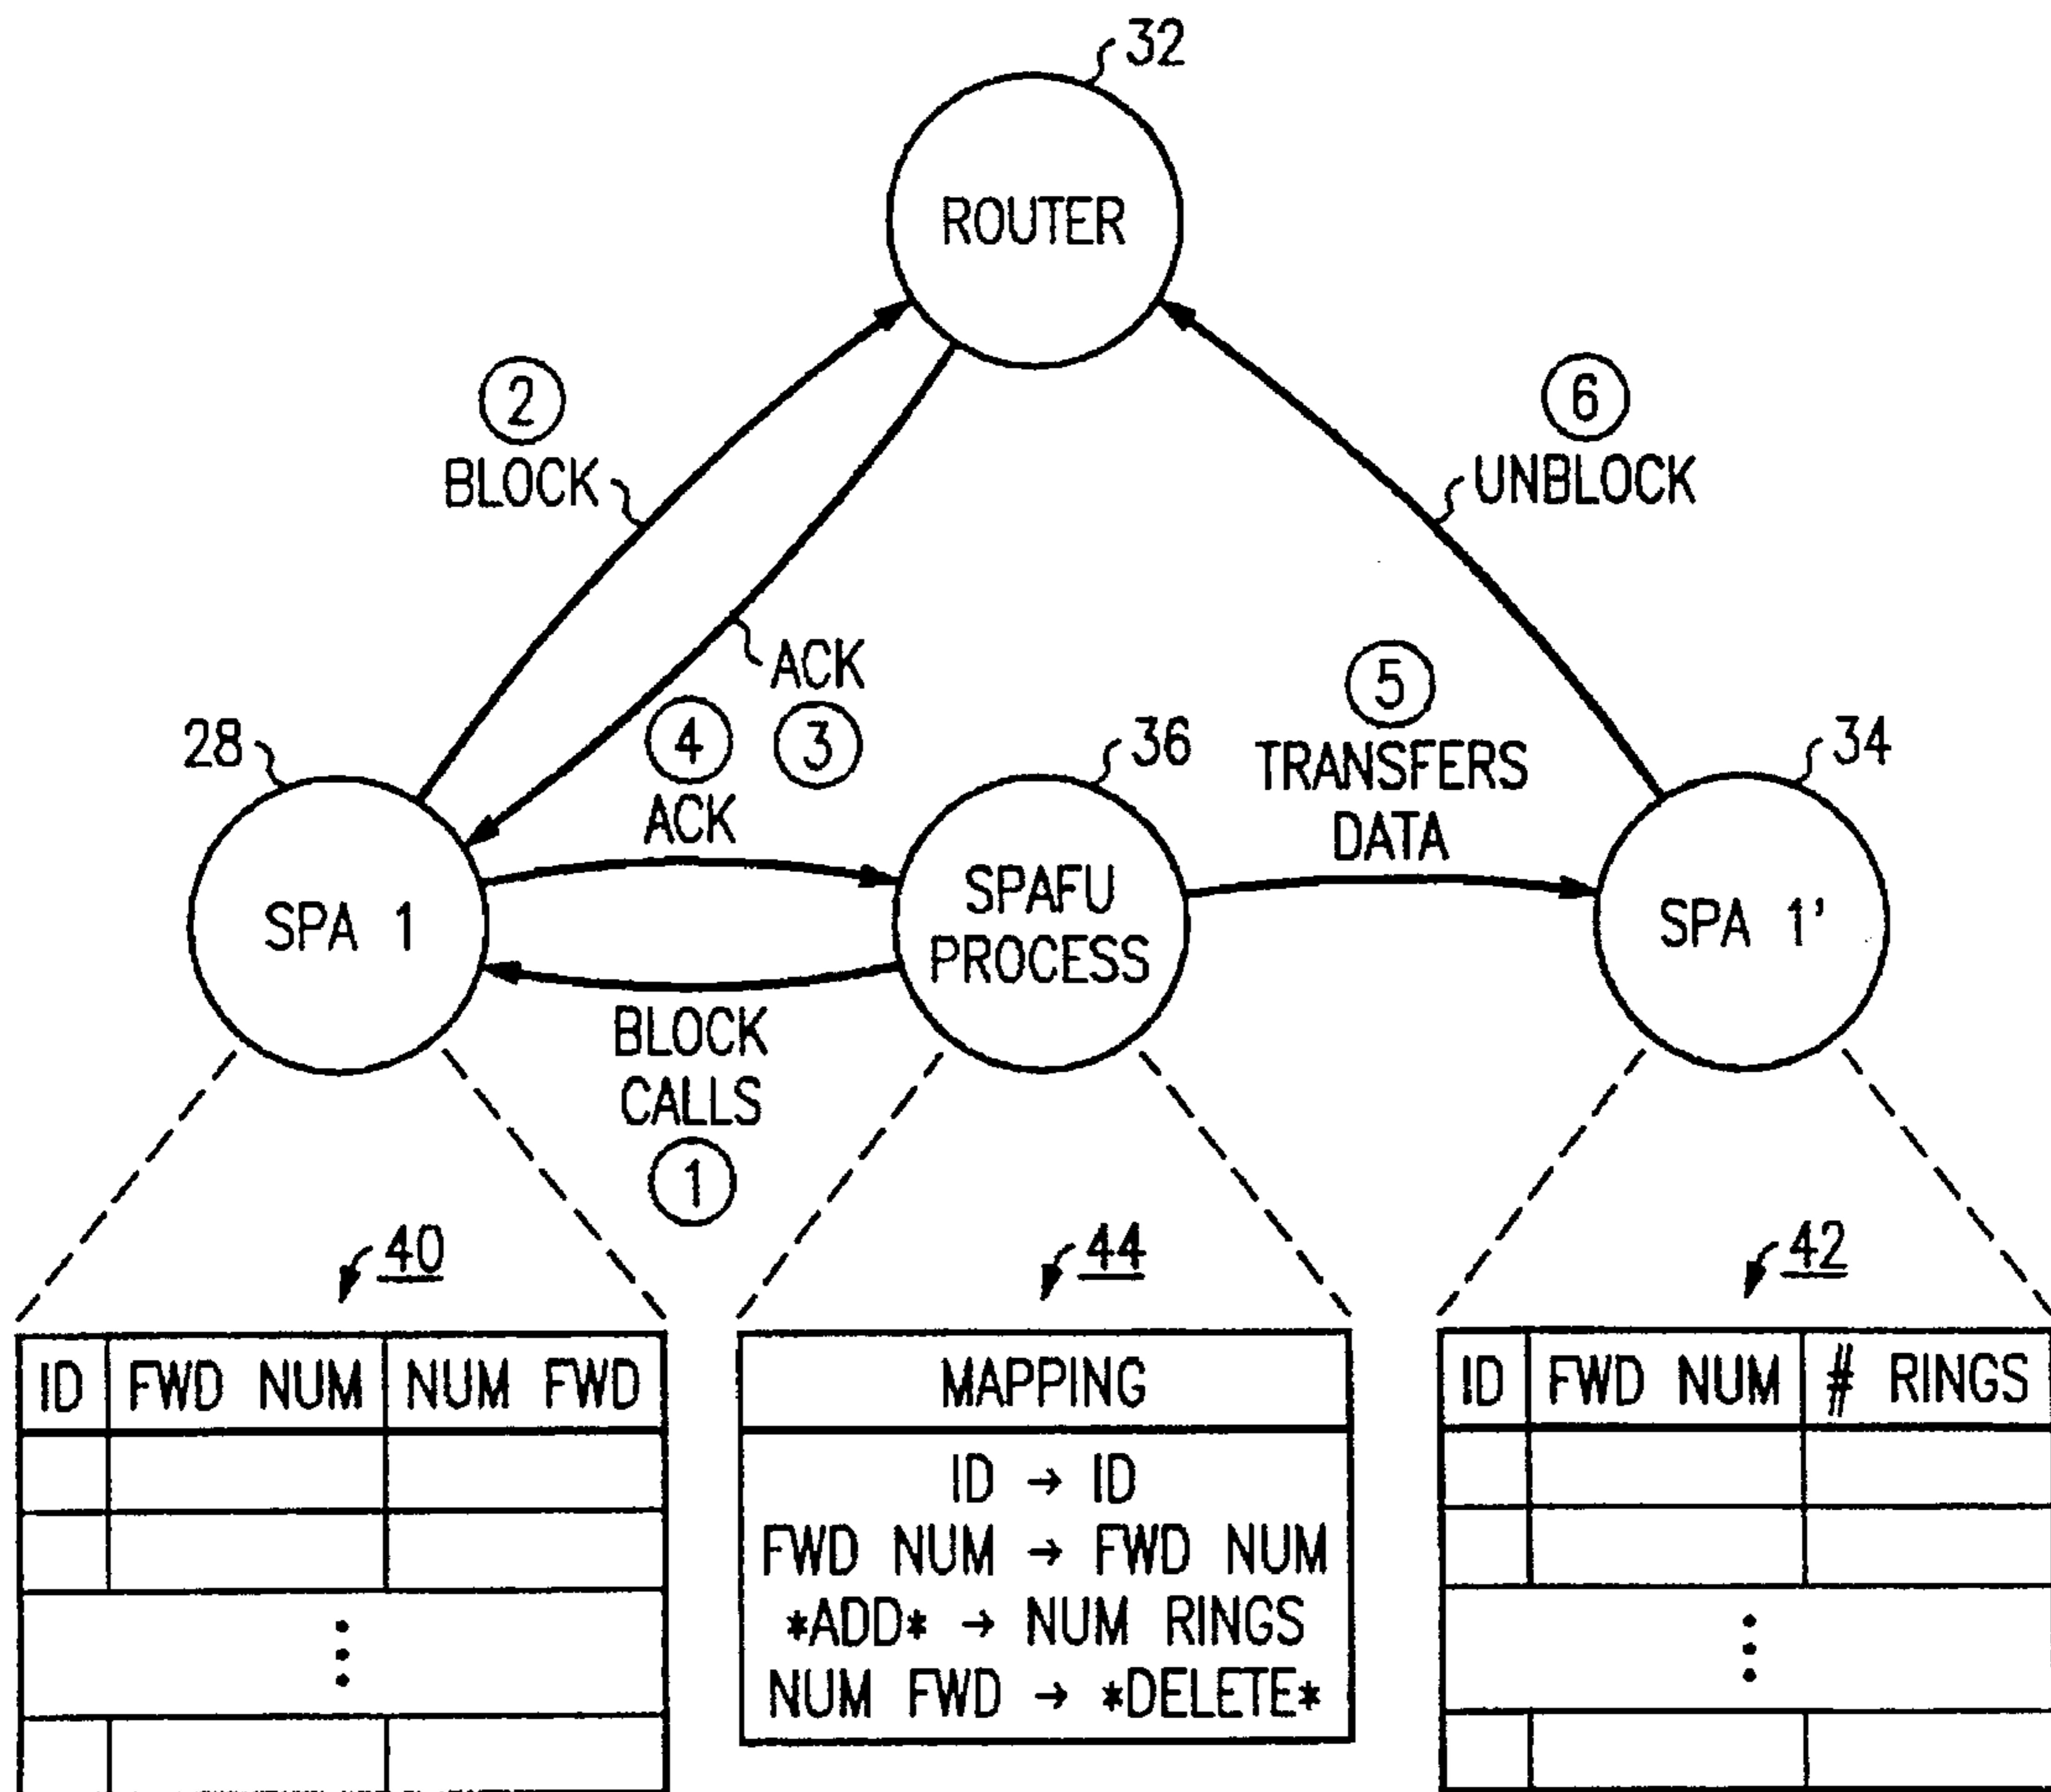 32
ROUTER
2
BLOCK
6
UNBLOCK
ACK
3
4
ACK
5
TRANSFERS
DATA
28
SPA 1
36
SPAFU
PROCESS
34
SPA 1'
BLOCK
CALLS
1
40
44
42
ID FWD NUM NUM FWD
MAPPING
ID → ID
FWD NUM → FWD NUM
*ADD* → NUM RINGS
NUM FWD → *DELETE*
ID FWD NUM # RINGS